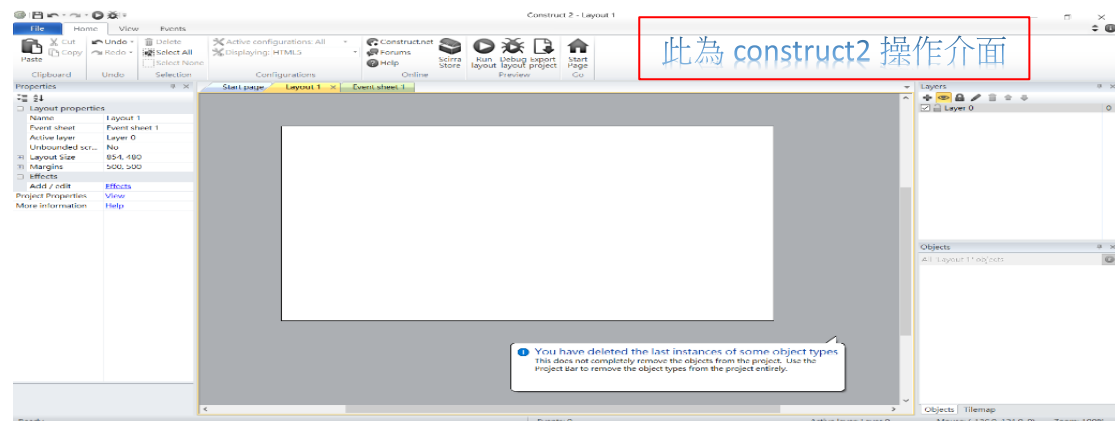 Construct 2 - Layout 1
File Home View Events
Paste Cut Copy
Undo Redo
Delete Select All Select None
Active configurations: All
Displaying: HTML5
Construct.net
Forums
Help
Scirra Store
Run layout Debug layout Export project Start Page
Clipboard Undo Selection Configurations Online Preview Go
此為 construct2 操作介面
Properties
Start page Layout 1 Event sheet 1
Layers
Layout properties
Name Layout 1
Event sheet Event sheet 1
Active layer Layer 0
Unbounded scr... No
Layout Size 854, 480
Margins 500, 500
Effects
Add / edit Effects
Project Properties View
More information Help
Layer 0 0
Objects
All 'Layout 1' objects
You have deleted the last instances of some object types
This does not completely remove the objects from the project. Use the
Project Bar to remove the object types from the project entirely.
Objects Tilemap